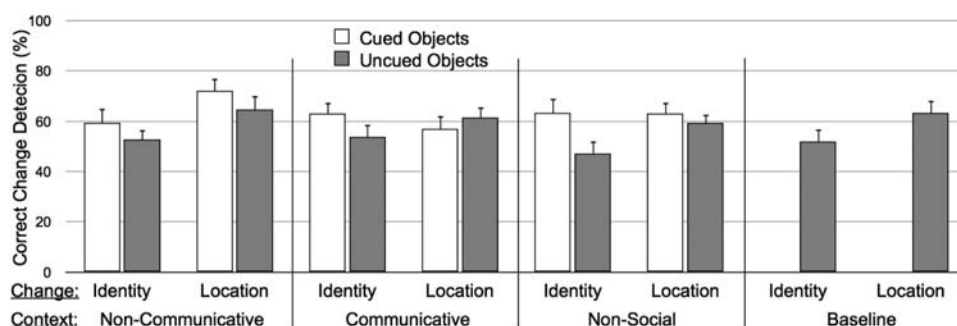 100
Cued Objects
Uncued Objects
80
60
40
20
0
Correct Change Detecion (%)
Change: Identity Location Identity Location Identity Location Identity Location
Context: Non-Communicative Communicative Non-Social Baseline